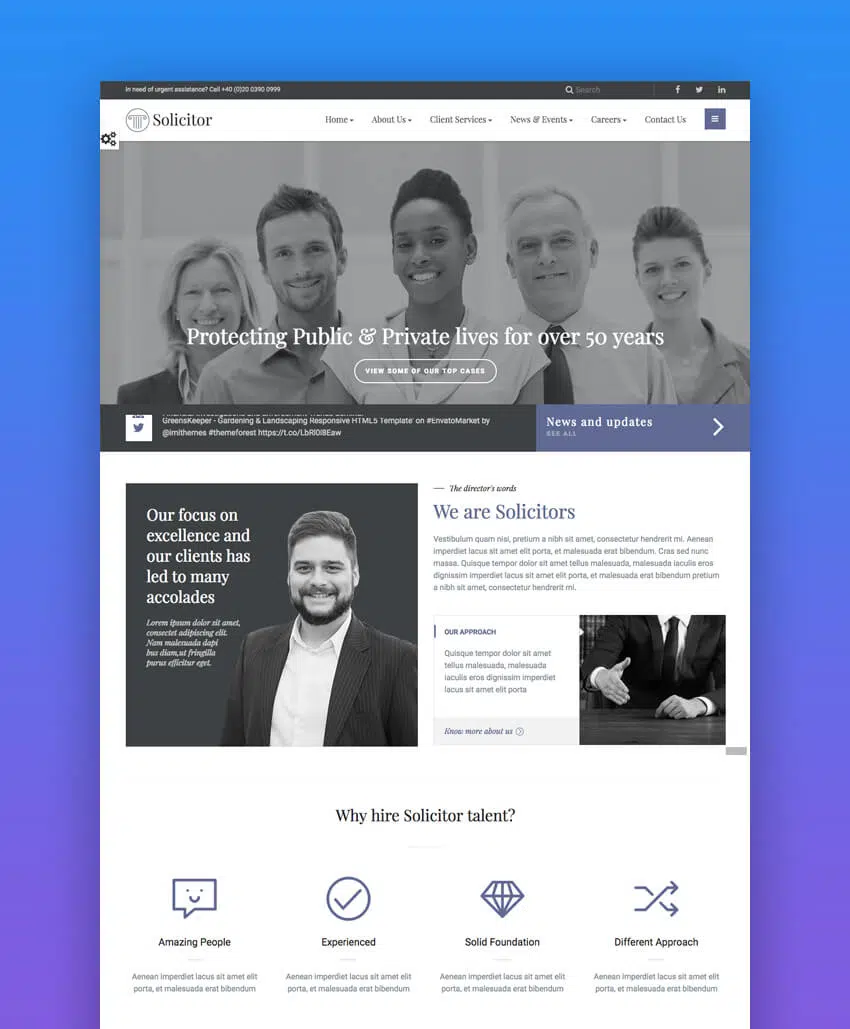 In need of urgent assistance? Call +40 (0)20 0390 0999
Search
Solicitor
Home
About Us
Client Services
News & Events
Careers
Contact Us
Protecting Public & Private lives for over 50 years
VIEW SOME OF OUR TOP CASES
GreensKeeper - Gardening & Landscaping Responsive HTML5 Template' on #EnvatoMarket by
@imithemes #themeforest https://t.co/LbRl0I8Eaw
News and updates
SEE ALL
Our focus on
excellence and
our clients has
led to many
accolades
Lorem ipsum dolor sit amet,
consectet adipiscing elit.
Nam malesuada dapi
bus diam,ut fringilla
purus efficitur eget.
The director's words
We are Solicitors
Vestibulum quam nisi, pretium a nibh sit amet, consectetur hendrerit mi. Aenean
imperdiet lacus sit amet elit porta, et malesuada erat bibendum. Cras sed nunc
massa. Quisque tempor dolor sit amet tellus malesuada, malesuada iaculis eros
dignissim imperdiet lacus sit amet elit porta, et malesuada erat bibendum pretium
a nibh sit amet, consectetur hendrerit mi.
OUR APPROACH
Quisque tempor dolor sit amet
tellus malesuada, malesuada
iaculis eros dignissim imperdiet
lacus sit amet elit porta
Know more about us
Why hire Solicitor talent?
Amazing People
Aenean imperdiet lacus sit amet elit
porta, et malesuada erat bibendum
Experienced
Aenean imperdiet lacus sit amet elit
porta, et malesuada erat bibendum
Solid Foundation
Aenean imperdiet lacus sit amet elit
porta, et malesuada erat bibendum
Different Approach
Aenean imperdiet lacus sit amet elit
porta, et malesuada erat bibendum